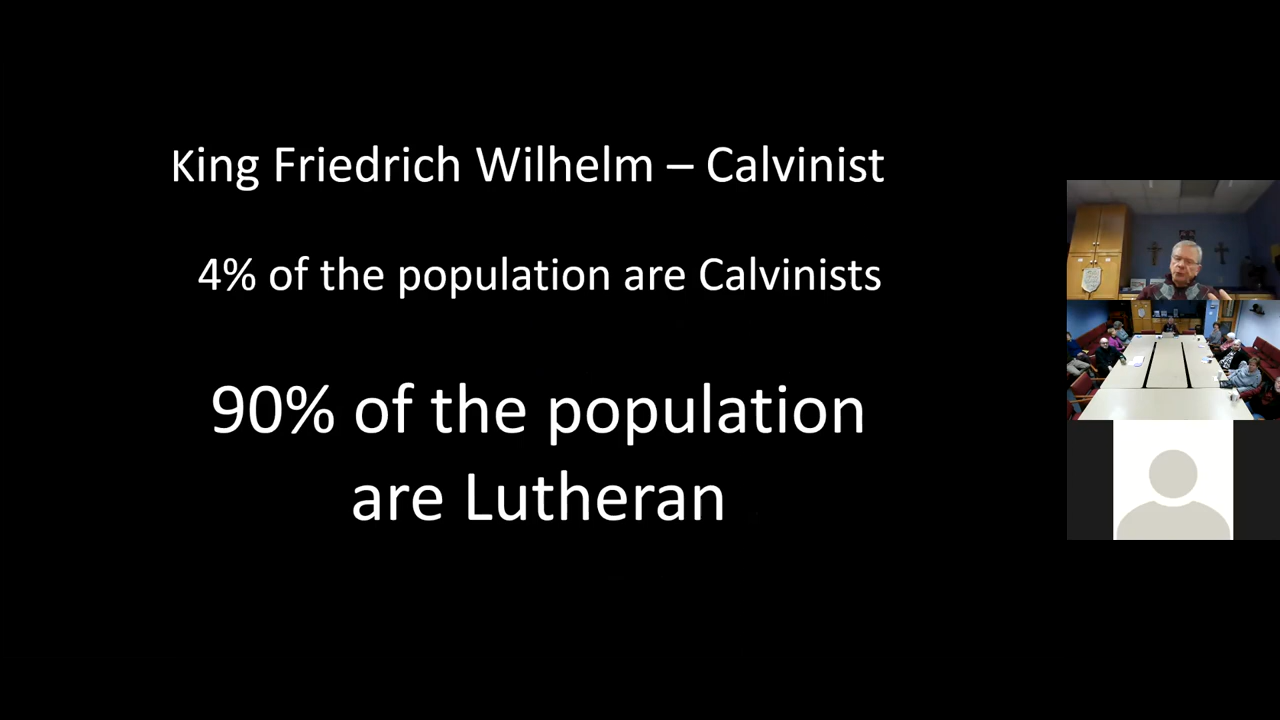 King Friedrich Wilhelm – Calvinist
4% of the population are Calvinists
90% of the population
are Lutheran